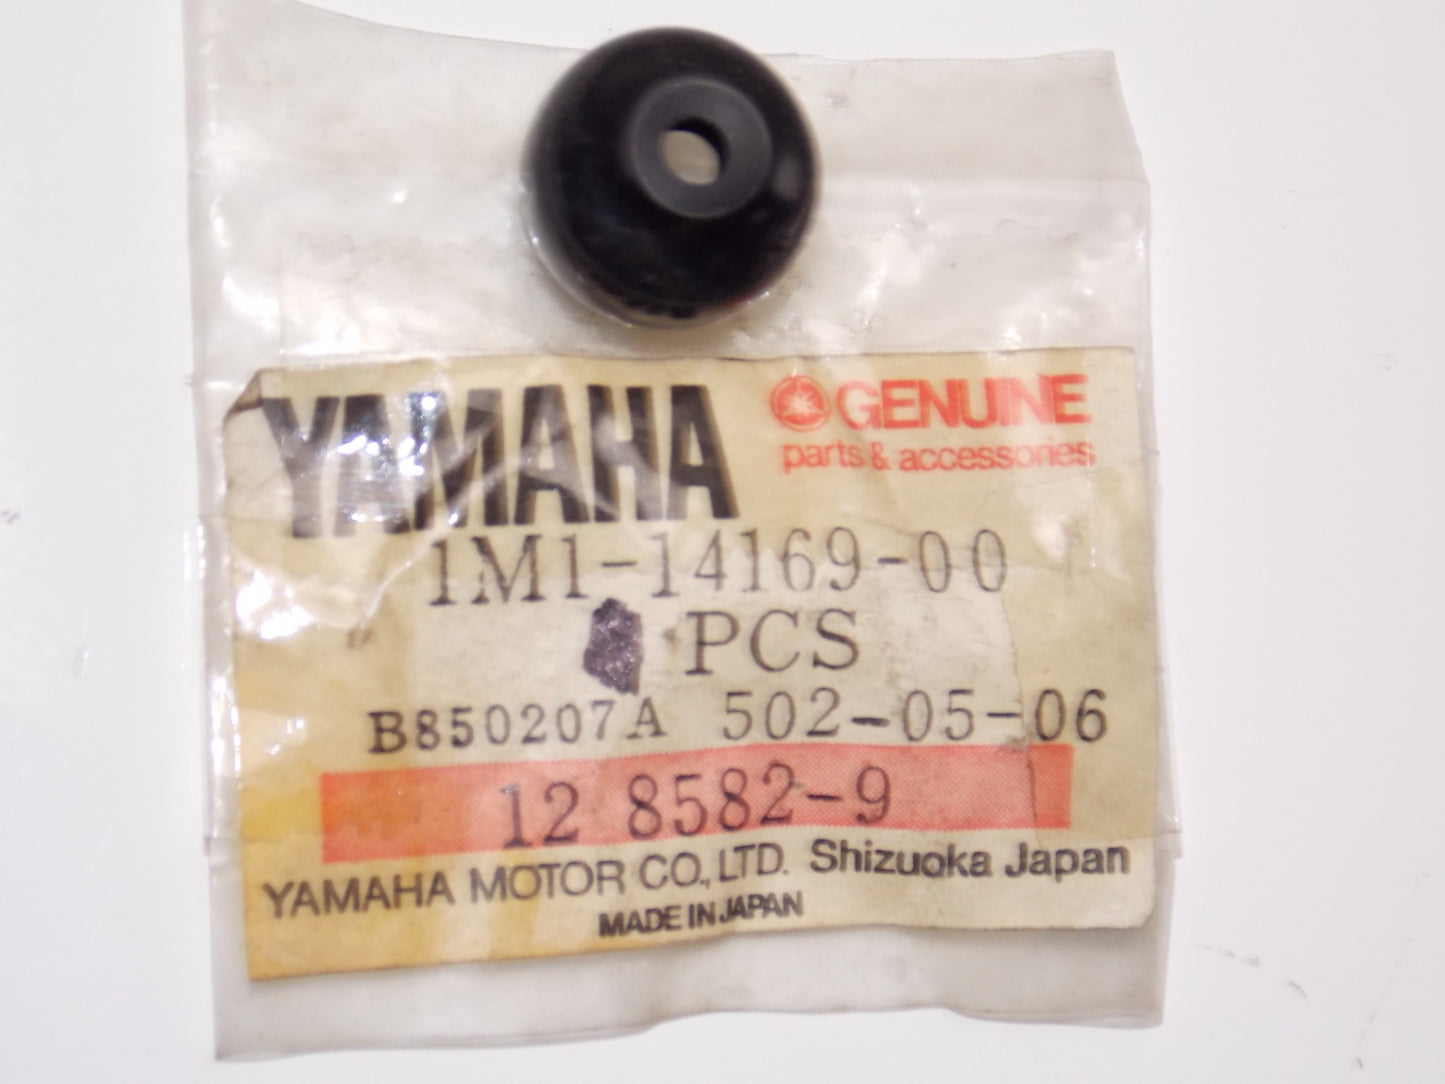 YAMAHA GENUINE
parts & accessories
1M1-14169-00
PCS
B850207A 502-05-06
12 8582-9
YAMAHA MOTOR CO., LTD. Shizuoka Japan
MADE IN JAPAN